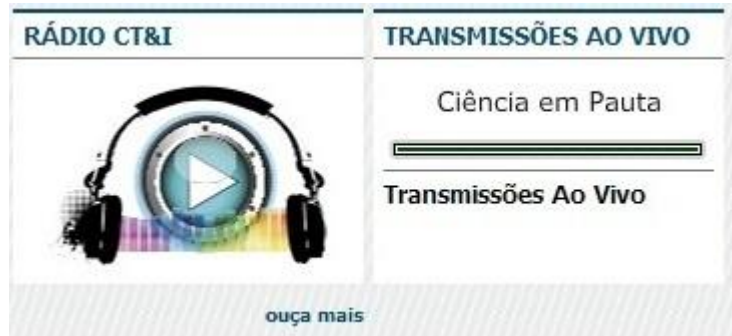 RÁDIO CT&I
ouça mais
TRANSMISSÕES AO VIVO
Ciência em Pauta
Transmissões Ao Vivo